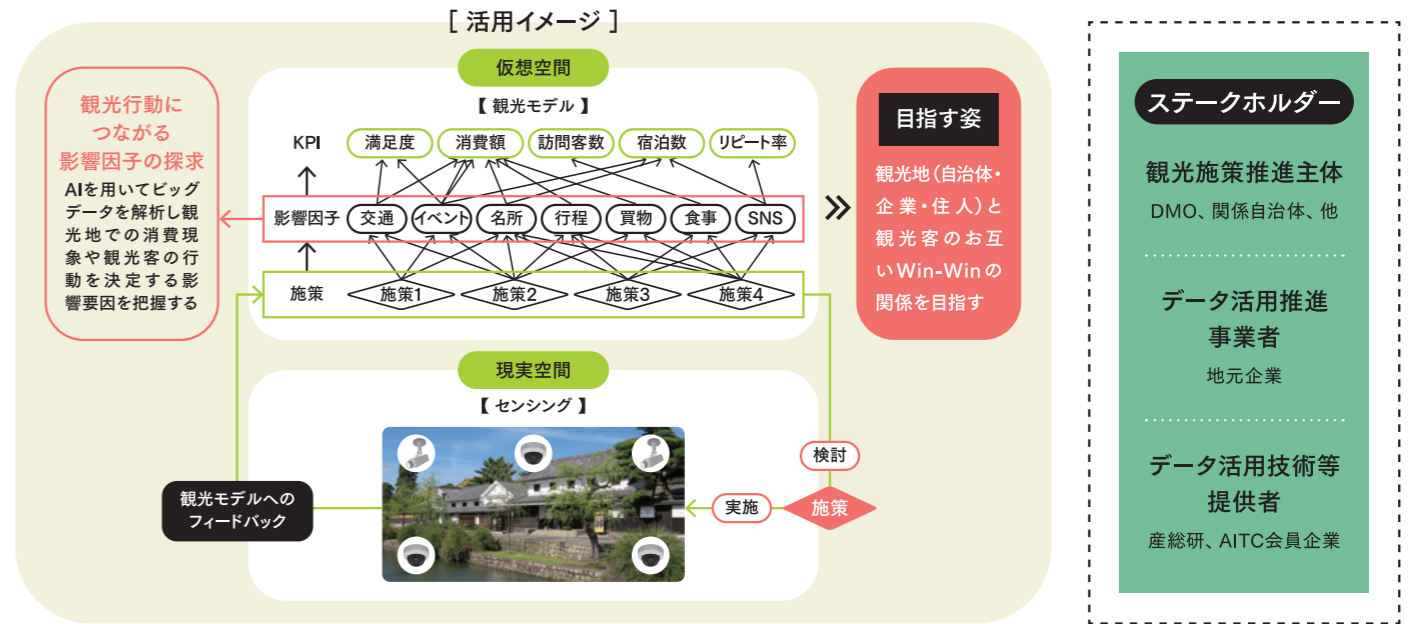 [ 活用イメージ ]
観光行動に
つながる
影響因子の探求
AIを用いてビッグ
データを解析し観
光地での消費現
象や観光客の行
動を決定する影
響要因を把握する
仮想空間
【 観光モデル 】
KPI 満足度 消費額 訪問客数 宿泊数 リピート率
影響因子 交通 イベント 名所 行程 買物 食事 SNS
施策 施策1 施策2 施策3 施策4
目指す姿
観光地(自治体・
企業・住人)と
観光客のお互
いWin-Winの
関係を目指す
現実空間
【 センシング 】
検討
施策
実施
観光モデルへの
フィードバック
ステークホルダー
観光施策推進主体
DMO、関係自治体、他
データ活用推進
事業者
地元企業
データ活用技術等
提供者
産総研、AITC会員企業